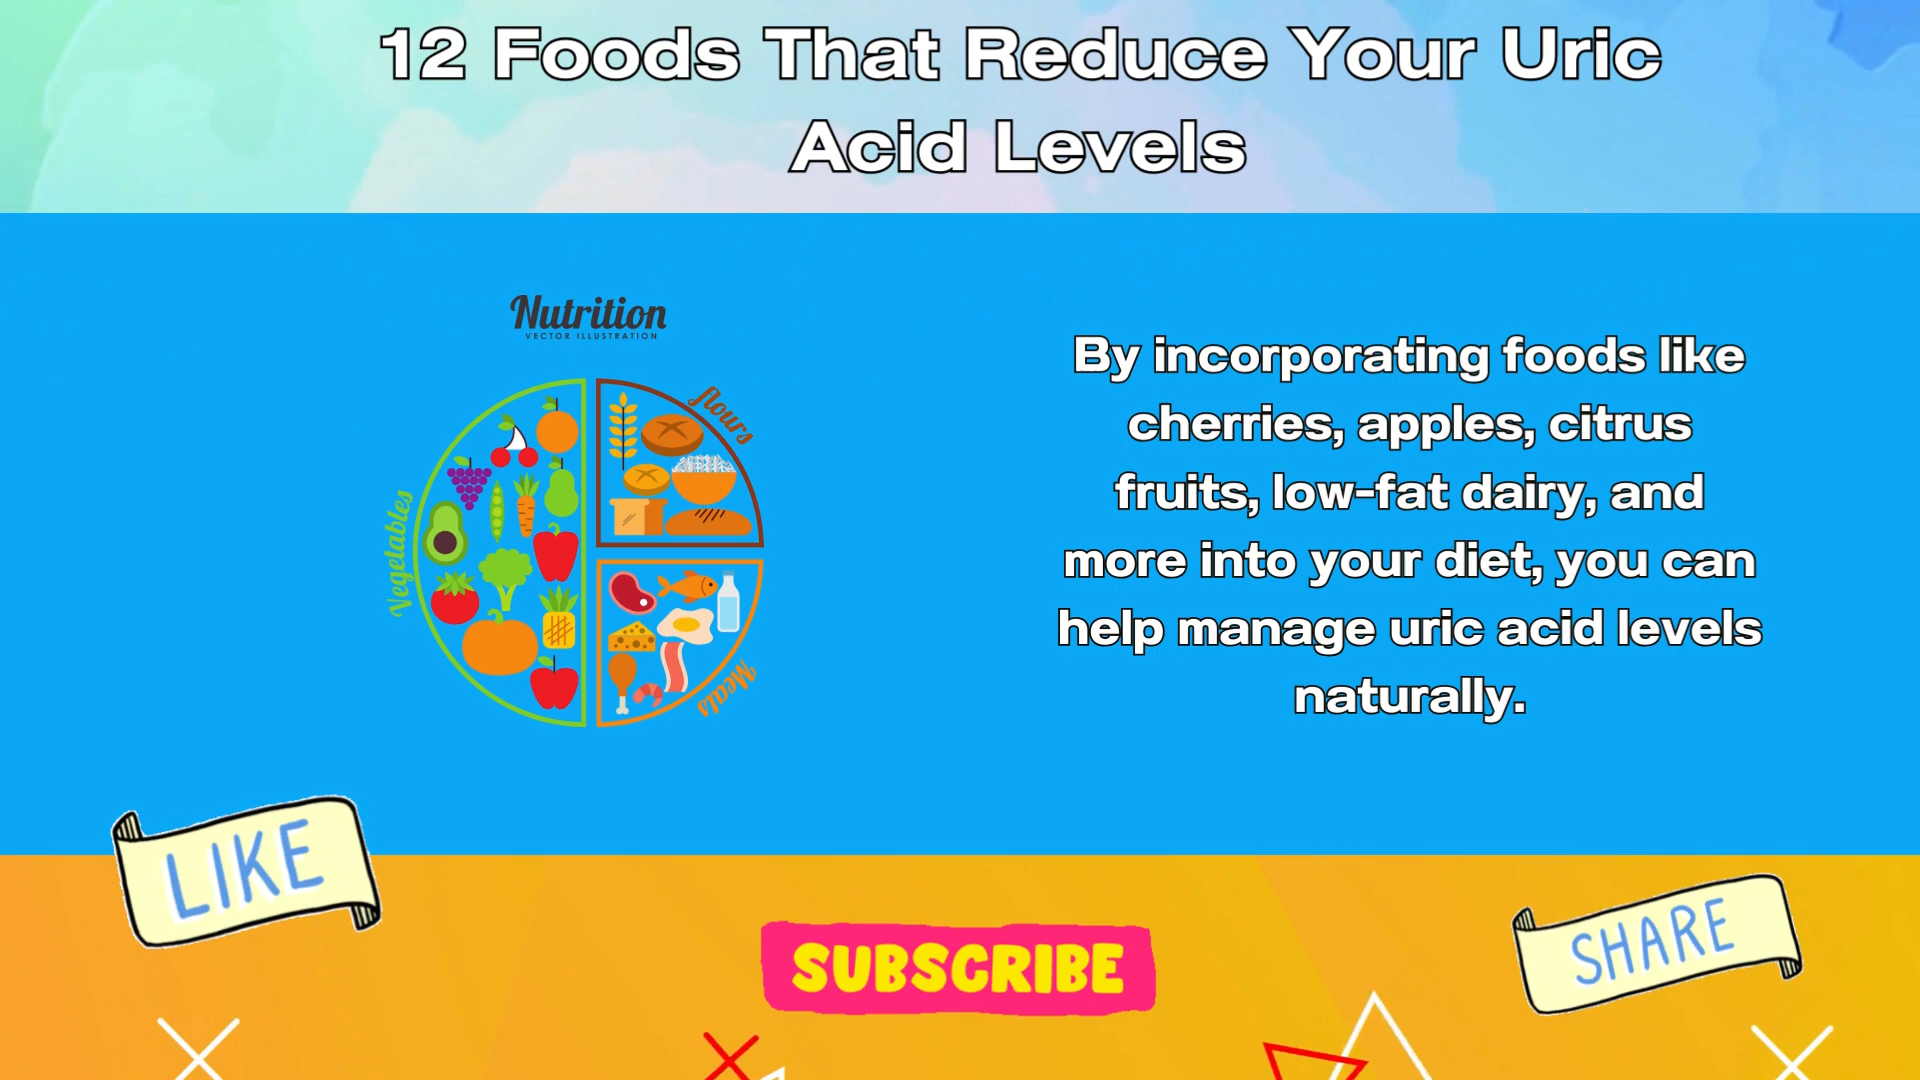 12 Foods That Reduce Your Uric
Acid Levels
Nutrition
VECTOR ILLUSTRATION
flours
Vegetables
Meals
By incorporating foods like
cherries, apples, citrus
fruits, low-fat dairy, and
more into your diet, you can
help manage uric acid levels
naturally.
LIKE
SUBSCRIBE
SHARE